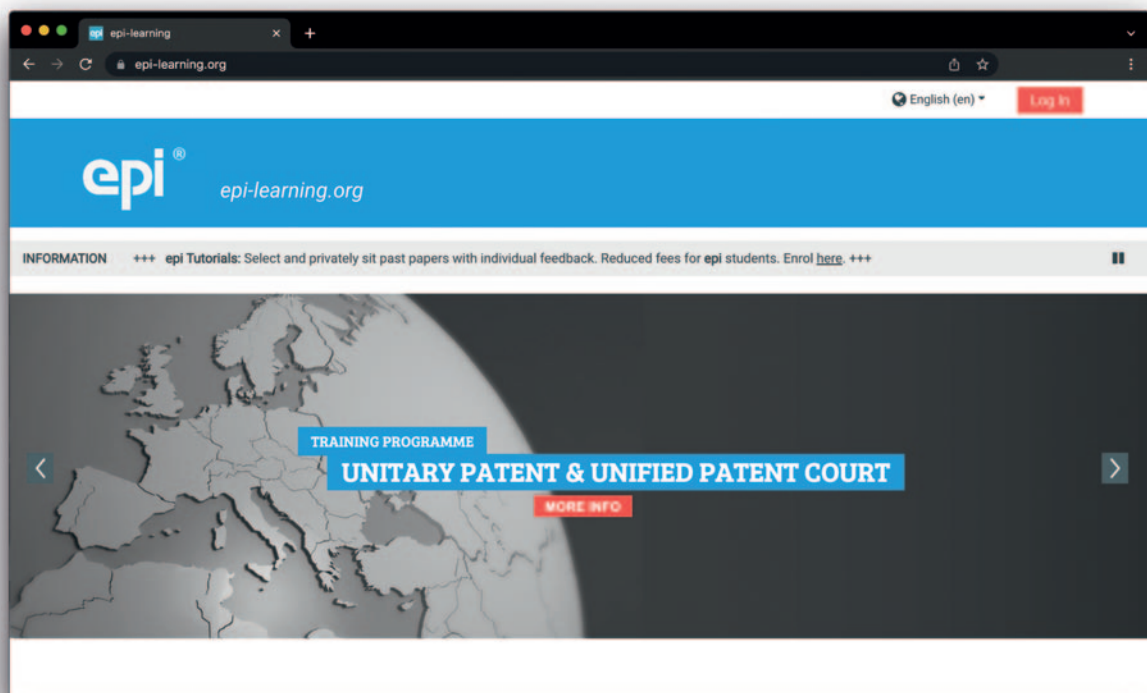 epi epi-learning
epi-learning.org
English (en)
Log In
epi®
epi-learning.org
INFORMATION +++ epi Tutorials: Select and privately sit past papers with individual feedback. Reduced fees for epi students. Enrol here. +++
TRAINING PROGRAMME
UNITARY PATENT & UNIFIED PATENT COURT
MORE INFO